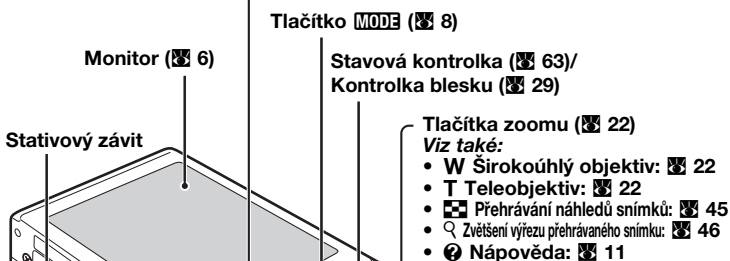 Tlačítko MODE (8)
Monitor (6)
Stavová kontrolka (63)/
Kontrolka blesku (29)
Stativový závit
Tlačítka zoomu (22)
Viz také:
• W Širokoúhlý objektiv: 22
• T Teleobjektiv: 22
• Přehrávání náhledů snímků: 45
• Zvětšení výřezu přehrávaného snímku: 46
• ? Nápověda: 11